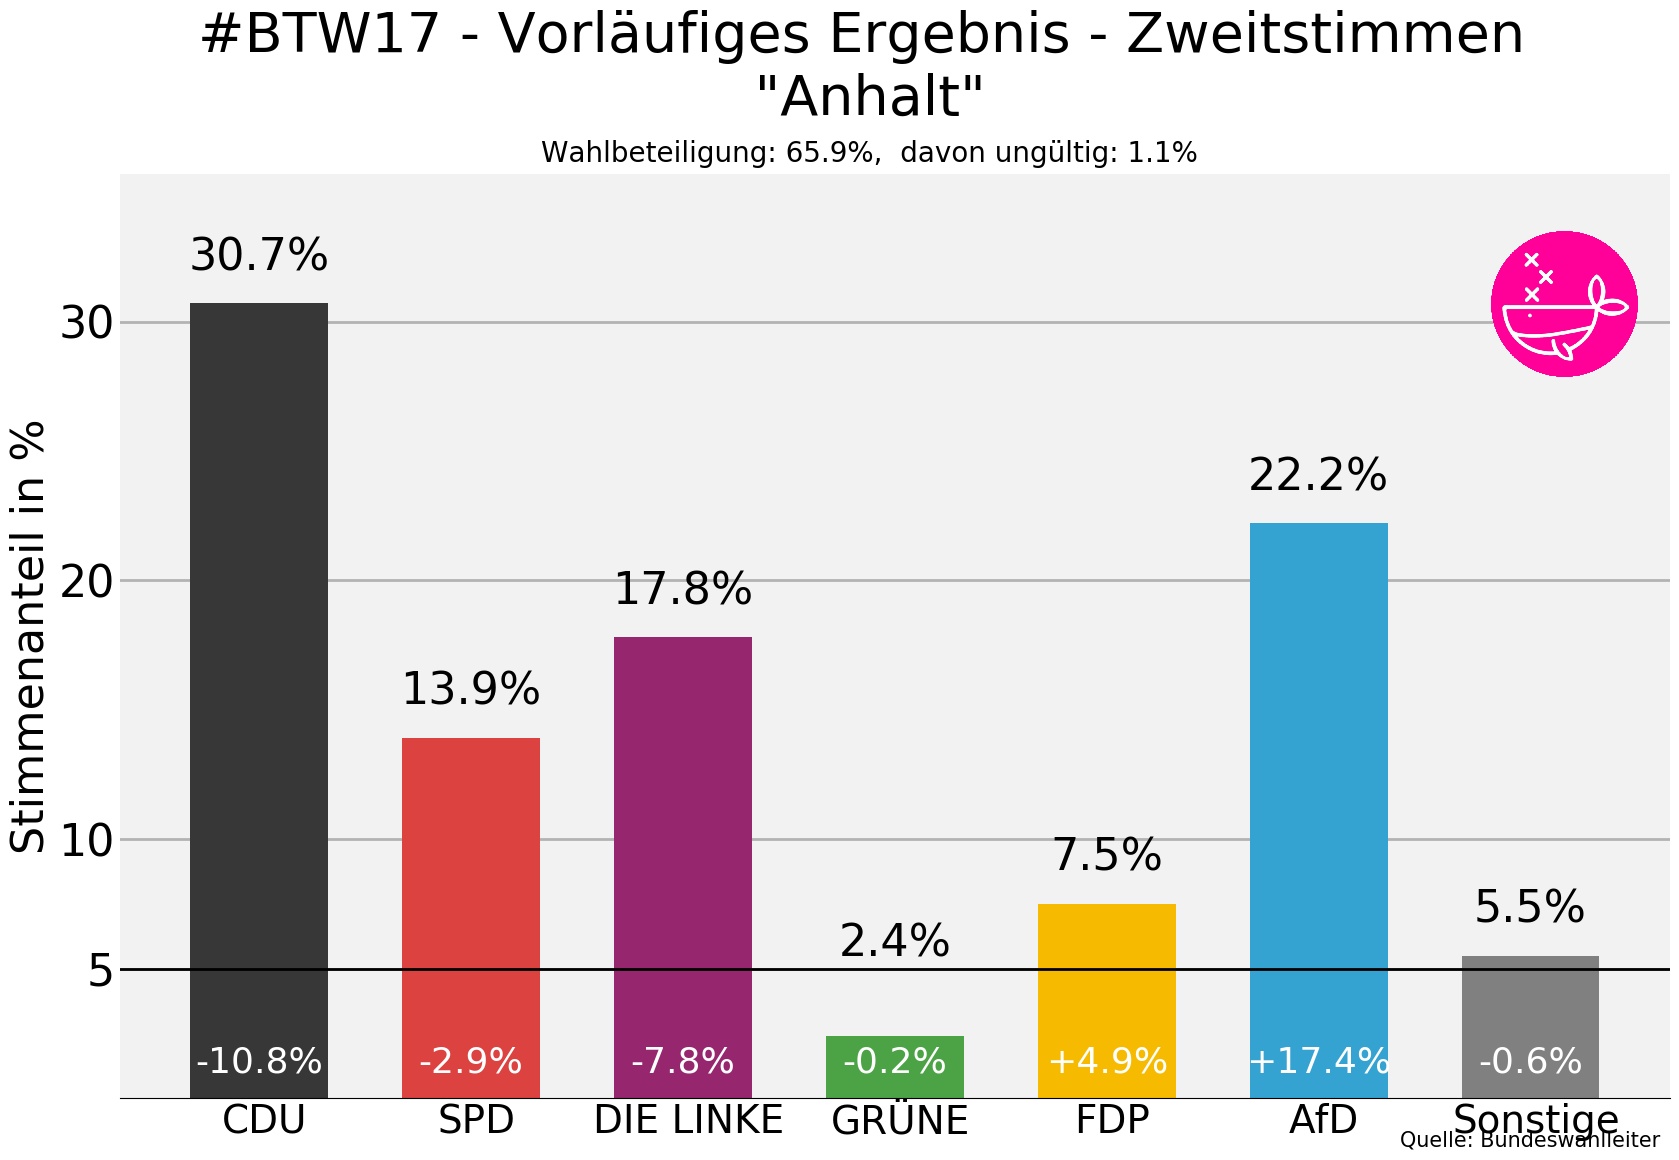 #BTW17 - Vorläufiges Ergebnis - Zweitstimmen
"Anhalt"
Wahlbeteiligung: 65.9%,  davon ungültig: 1.1%
Stimmenanteil in %
30
20
10
5
30.7%
13.9%
17.8%
2.4%
7.5%
22.2%
5.5%
-10.8%
-2.9%
-7.8%
-0.2%
+4.9%
+17.4%
-0.6%
CDU
SPD
DIE LINKE
GRÜNE
FDP
AfD
Sonstige
Quelle: Bundeswahlleiter